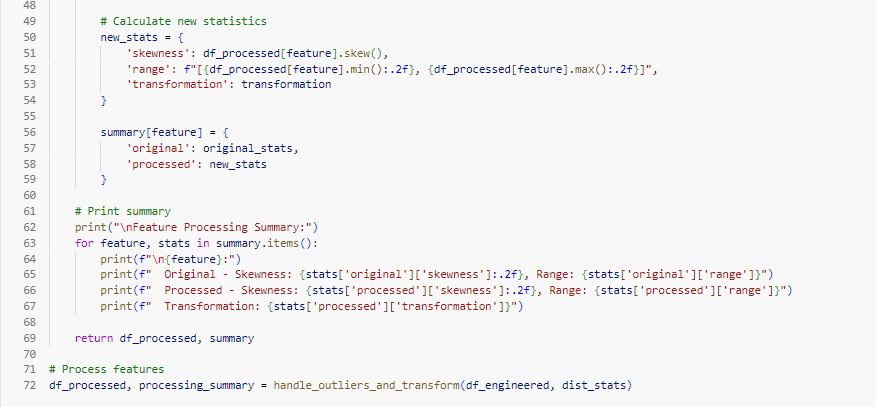 48
49         # Calculate new statistics
50         new_stats = {
51             'skewness': df_processed[feature].skew(),
52             'range': f"[{df_processed[feature].min():.2f}, {df_processed[feature].max():.2f}]",
53             'transformation': transformation
54         }
55
56         summary[feature] = {
57             'original': original_stats,
58             'processed': new_stats
59         }
60
61     # Print summary
62     print("\nFeature Processing Summary:")
63     for feature, stats in summary.items():
64         print(f"\n{feature}:")
65         print(f"  Original - Skewness: {stats['original']['skewness']:.2f}, Range: {stats['original']['range']}")
66         print(f"  Processed - Skewness: {stats['processed']['skewness']:.2f}, Range: {stats['processed']['range']}")
67         print(f"  Transformation: {stats['processed']['transformation']}")
68
69     return df_processed, summary
70
71 # Process features
72 df_processed, processing_summary = handle_outliers_and_transform(df_engineered, dist_stats)